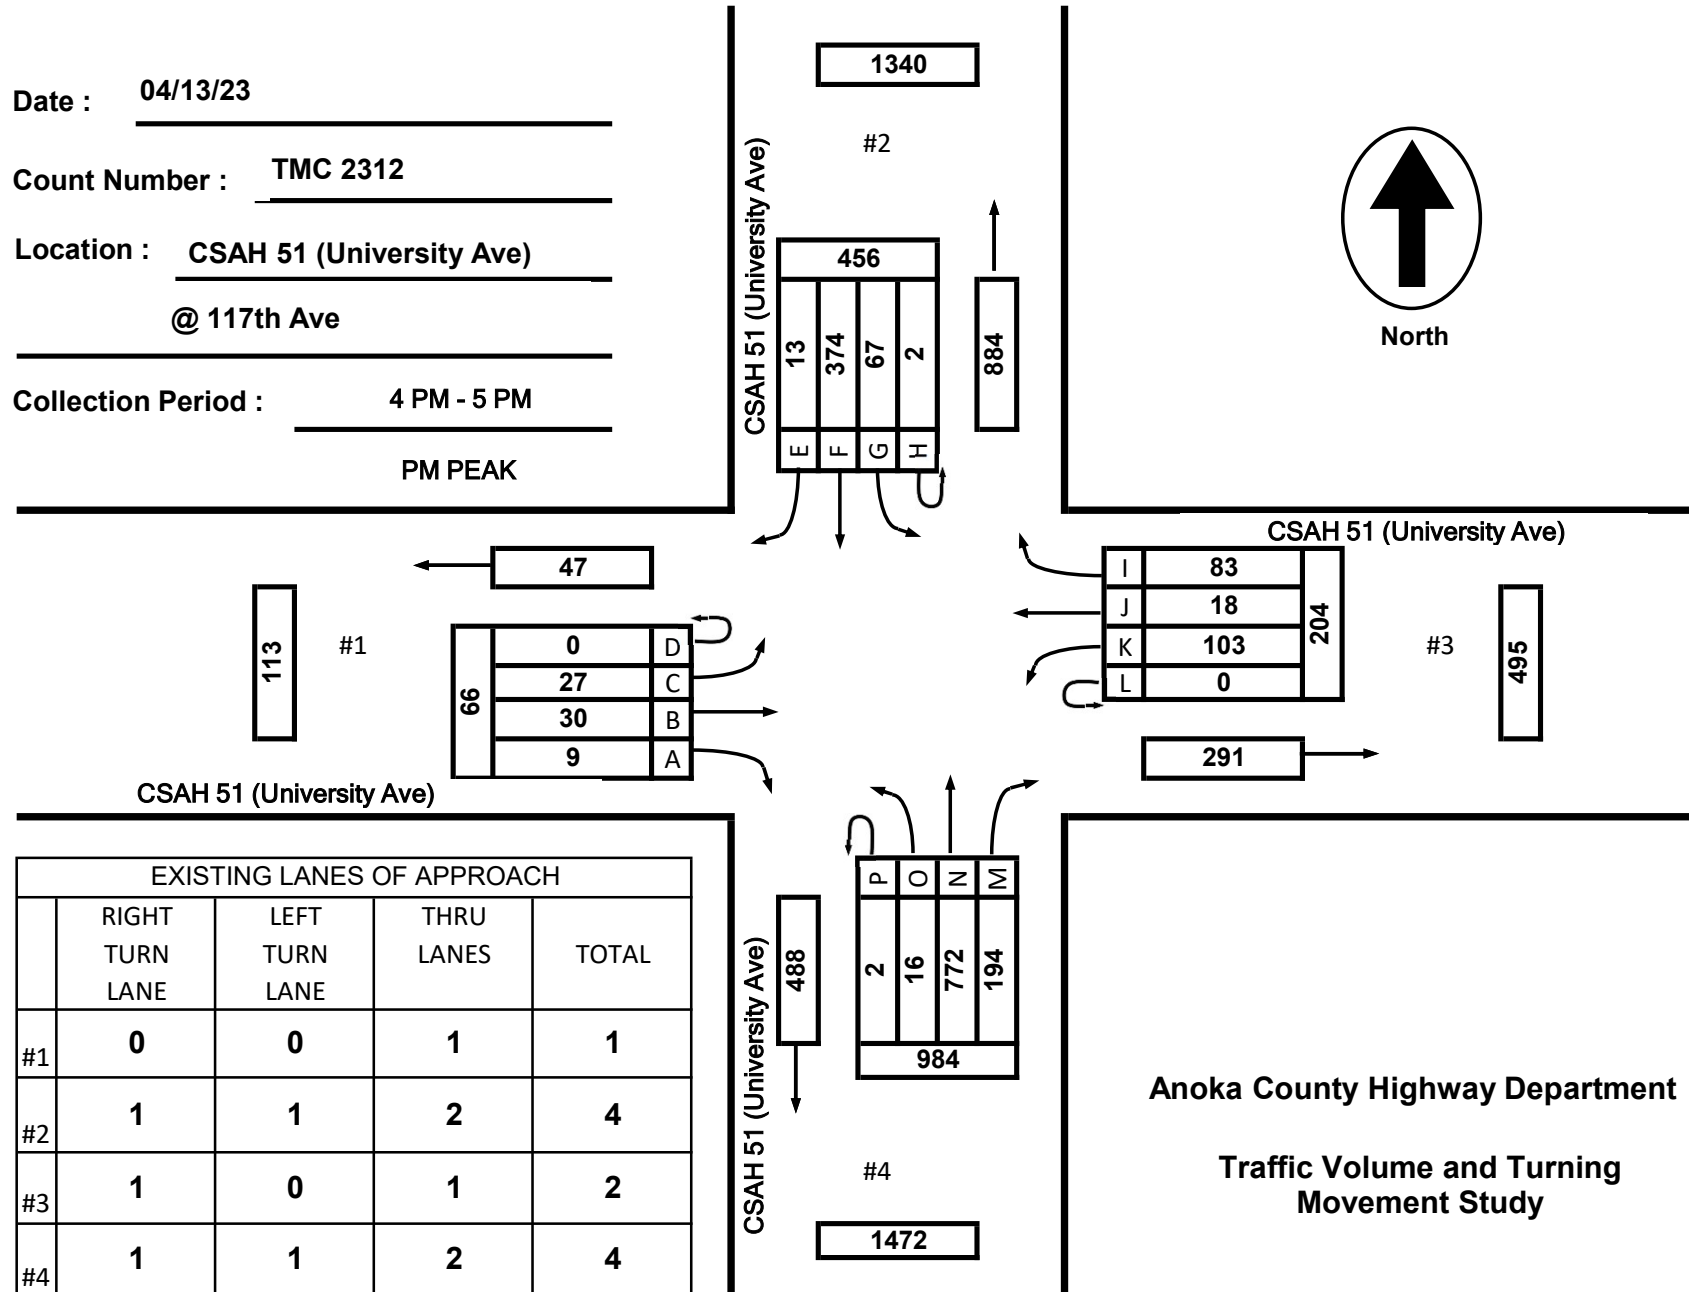 Date : 04/13/23
Count Number : TMC 2312
Location : CSAH 51 (University Ave)
@ 117th Ave
Collection Period : 4 PM - 5 PM
PM PEAK
1340
#2
CSAH 51 (University Ave)
456
13 374 67 2
E F G H
884
North
CSAH 51 (University Ave)
I 83
J 18
K 103
L 0
204
#3
495
291
47
113
#1
66
0 D
27 C
30 B
9 A
CSAH 51 (University Ave)
P O N M
2 16 772 194
984
488
CSAH 51 (University Ave)
#4
1472
EXISTING LANES OF APPROACH
RIGHT LEFT THRU
TURN TURN LANES TOTAL
LANE LANE
#1 0 0 1 1
#2 1 1 2 4
#3 1 0 1 2
#4 1 1 2 4
Anoka County Highway Department
Traffic Volume and Turning
Movement Study